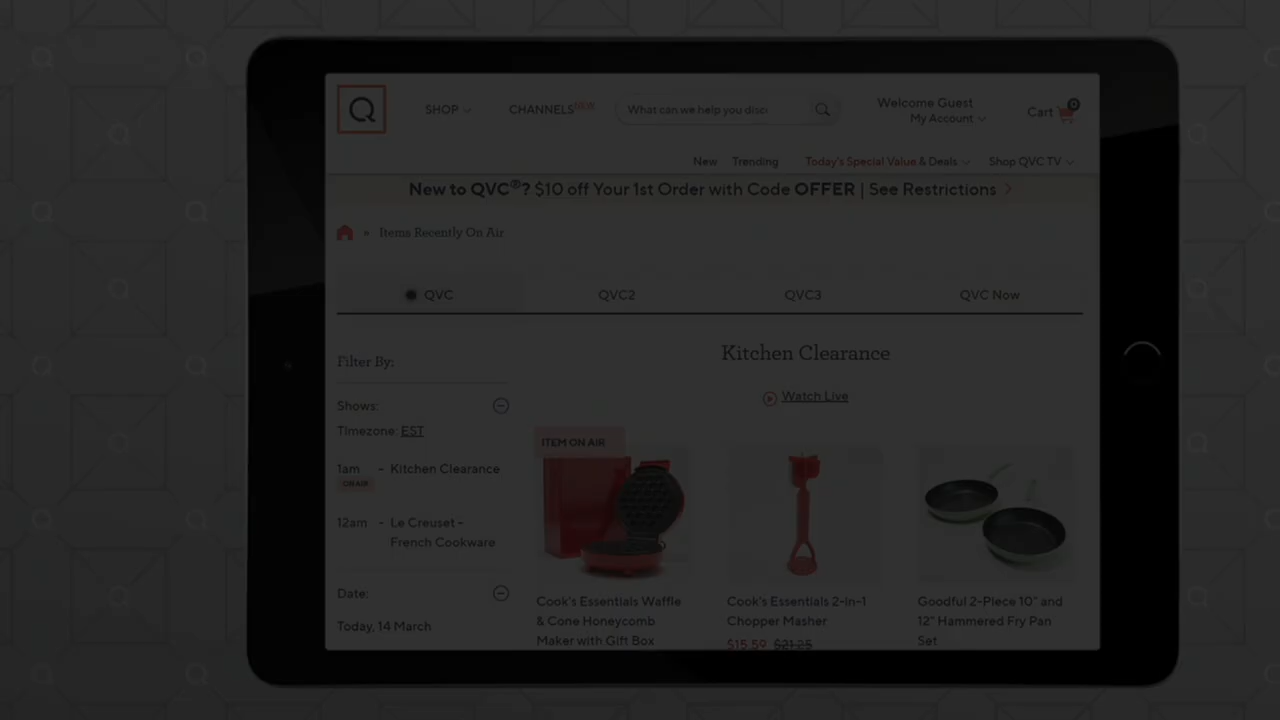 Q
SHOP
CHANNELS NEW
What can we help you disc
Welcome Guest
My Account
Cart
0
New
Trending
Today's Special Value & Deals
Shop QVC TV
New to QVC®? $10 off Your 1st Order with Code OFFER | See Restrictions
» Items Recently On Air
QVC
QVC2
QVC3
QVC Now
Filter By:
Shows:
Timezone: EST
1am - Kitchen Clearance
ON AIR
12am - Le Creuset -
French Cookware
Date:
Today, 14 March
Kitchen Clearance
Watch Live
ITEM ON AIR
Cook's Essentials Waffle
& Cone Honeycomb
Maker with Gift Box
Cook's Essentials 2-in-1
Chopper Masher
$15.59 $21.25
Goodful 2-Piece 10" and
12" Hammered Fry Pan
Set